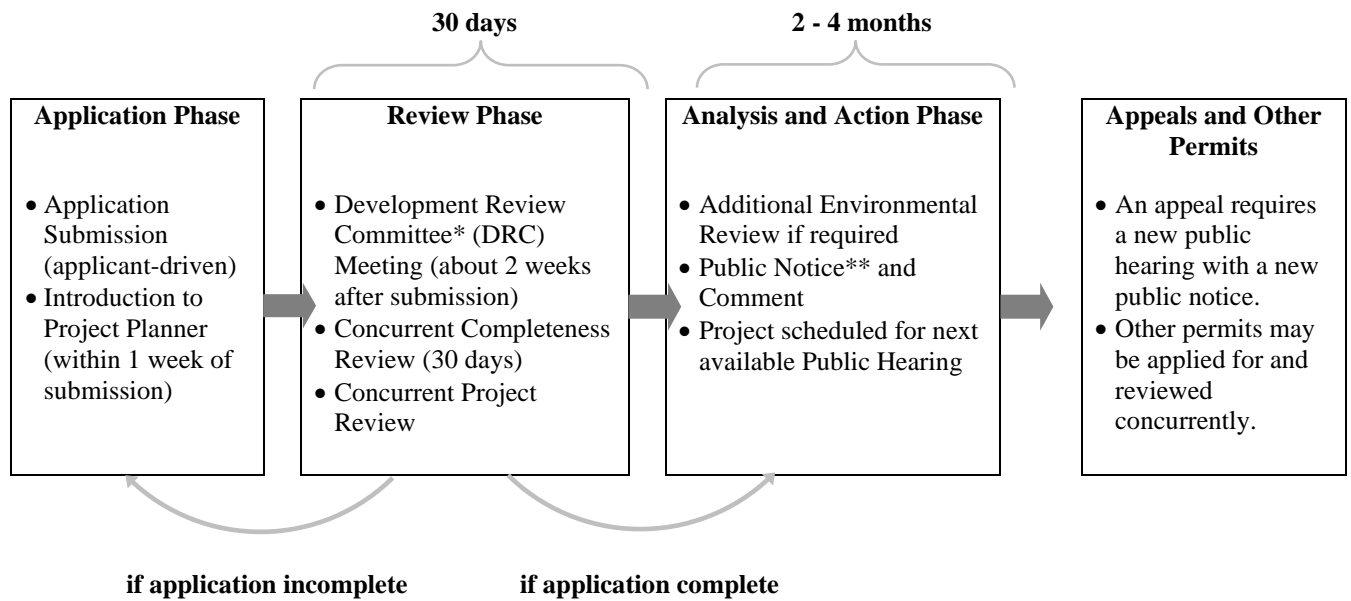 30 days
2 - 4 months
Application Phase
• Application
Submission
(applicant-driven)
• Introduction to
Project Planner
(within 1 week of
submission)
Review Phase
• Development Review
Committee* (DRC)
Meeting (about 2 weeks
after submission)
• Concurrent Completeness
Review (30 days)
• Concurrent Project
Review
Analysis and Action Phase
• Additional Environmental
Review if required
• Public Notice** and
Comment
• Project scheduled for next
available Public Hearing
Appeals and Other
Permits
• An appeal requires
a new public
hearing with a new
public notice.
• Other permits may
be applied for and
reviewed
concurrently.
if application incomplete
if application complete